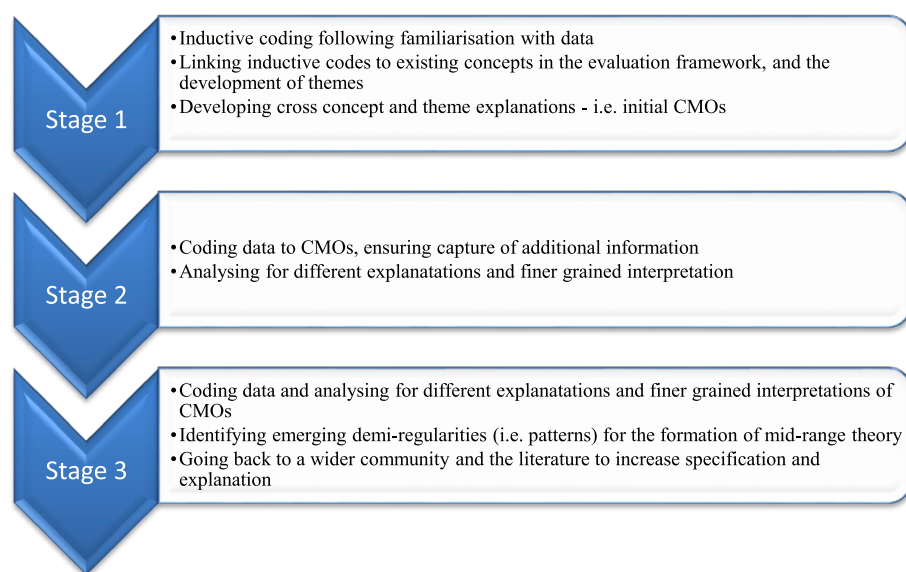 Stage 1
•Inductive coding following familiarisation with data
•Linking inductive codes to existing concepts in the evaluation framework, and the
development of themes
•Developing cross concept and theme explanations - i.e. initial CMOs
Stage 2
•Coding data to CMOs, ensuring capture of additional information
•Analysing for different explanatations and finer grained interpretation
Stage 3
•Coding data and analysing for different explanatations and finer grained interpretations of
CMOs
•Identifying emerging demi-regularities (i.e. patterns) for the formation of mid-range theory
•Going back to a wider community and the literature to increase specification and
explanation